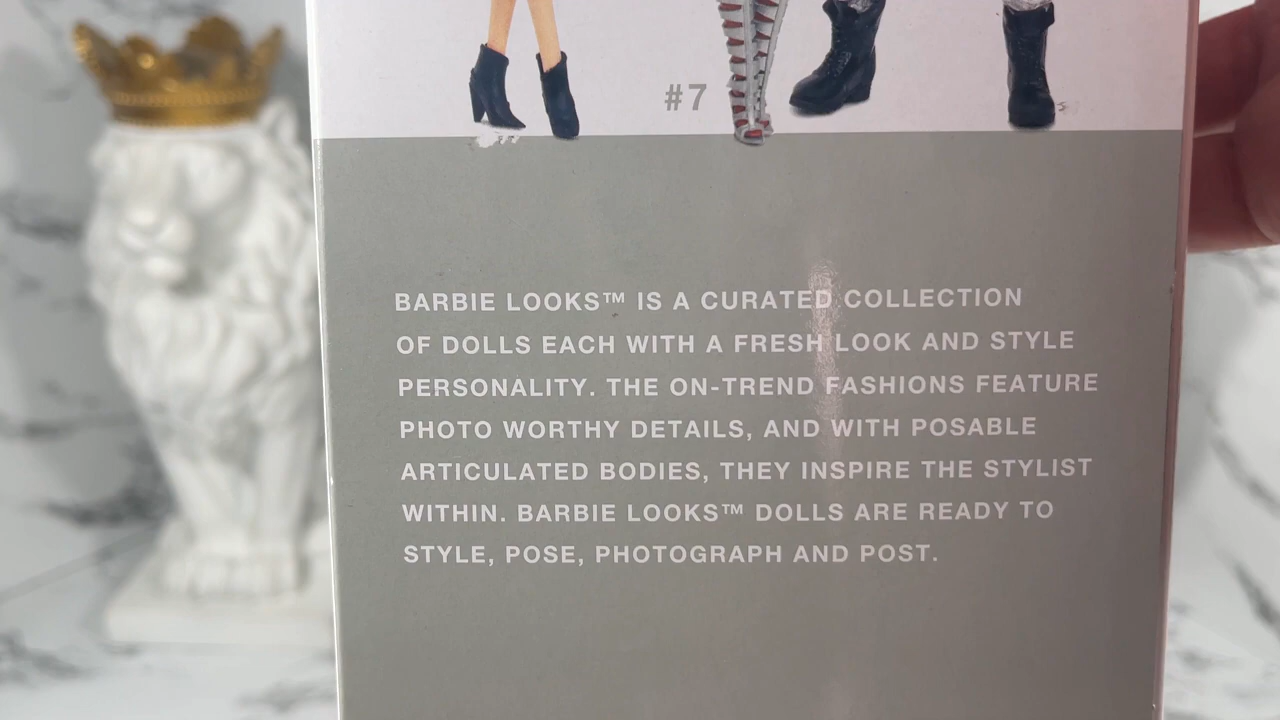 #7
BARBIE LOOKS™ IS A CURATED COLLECTION
OF DOLLS EACH WITH A FRESH LOOK AND STYLE
PERSONALITY. THE ON-TREND FASHIONS FEATURE
PHOTO WORTHY DETAILS, AND WITH POSABLE
ARTICULATED BODIES, THEY INSPIRE THE STYLIST
WITHIN. BARBIE LOOKS™ DOLLS ARE READY TO
STYLE, POSE, PHOTOGRAPH AND POST.